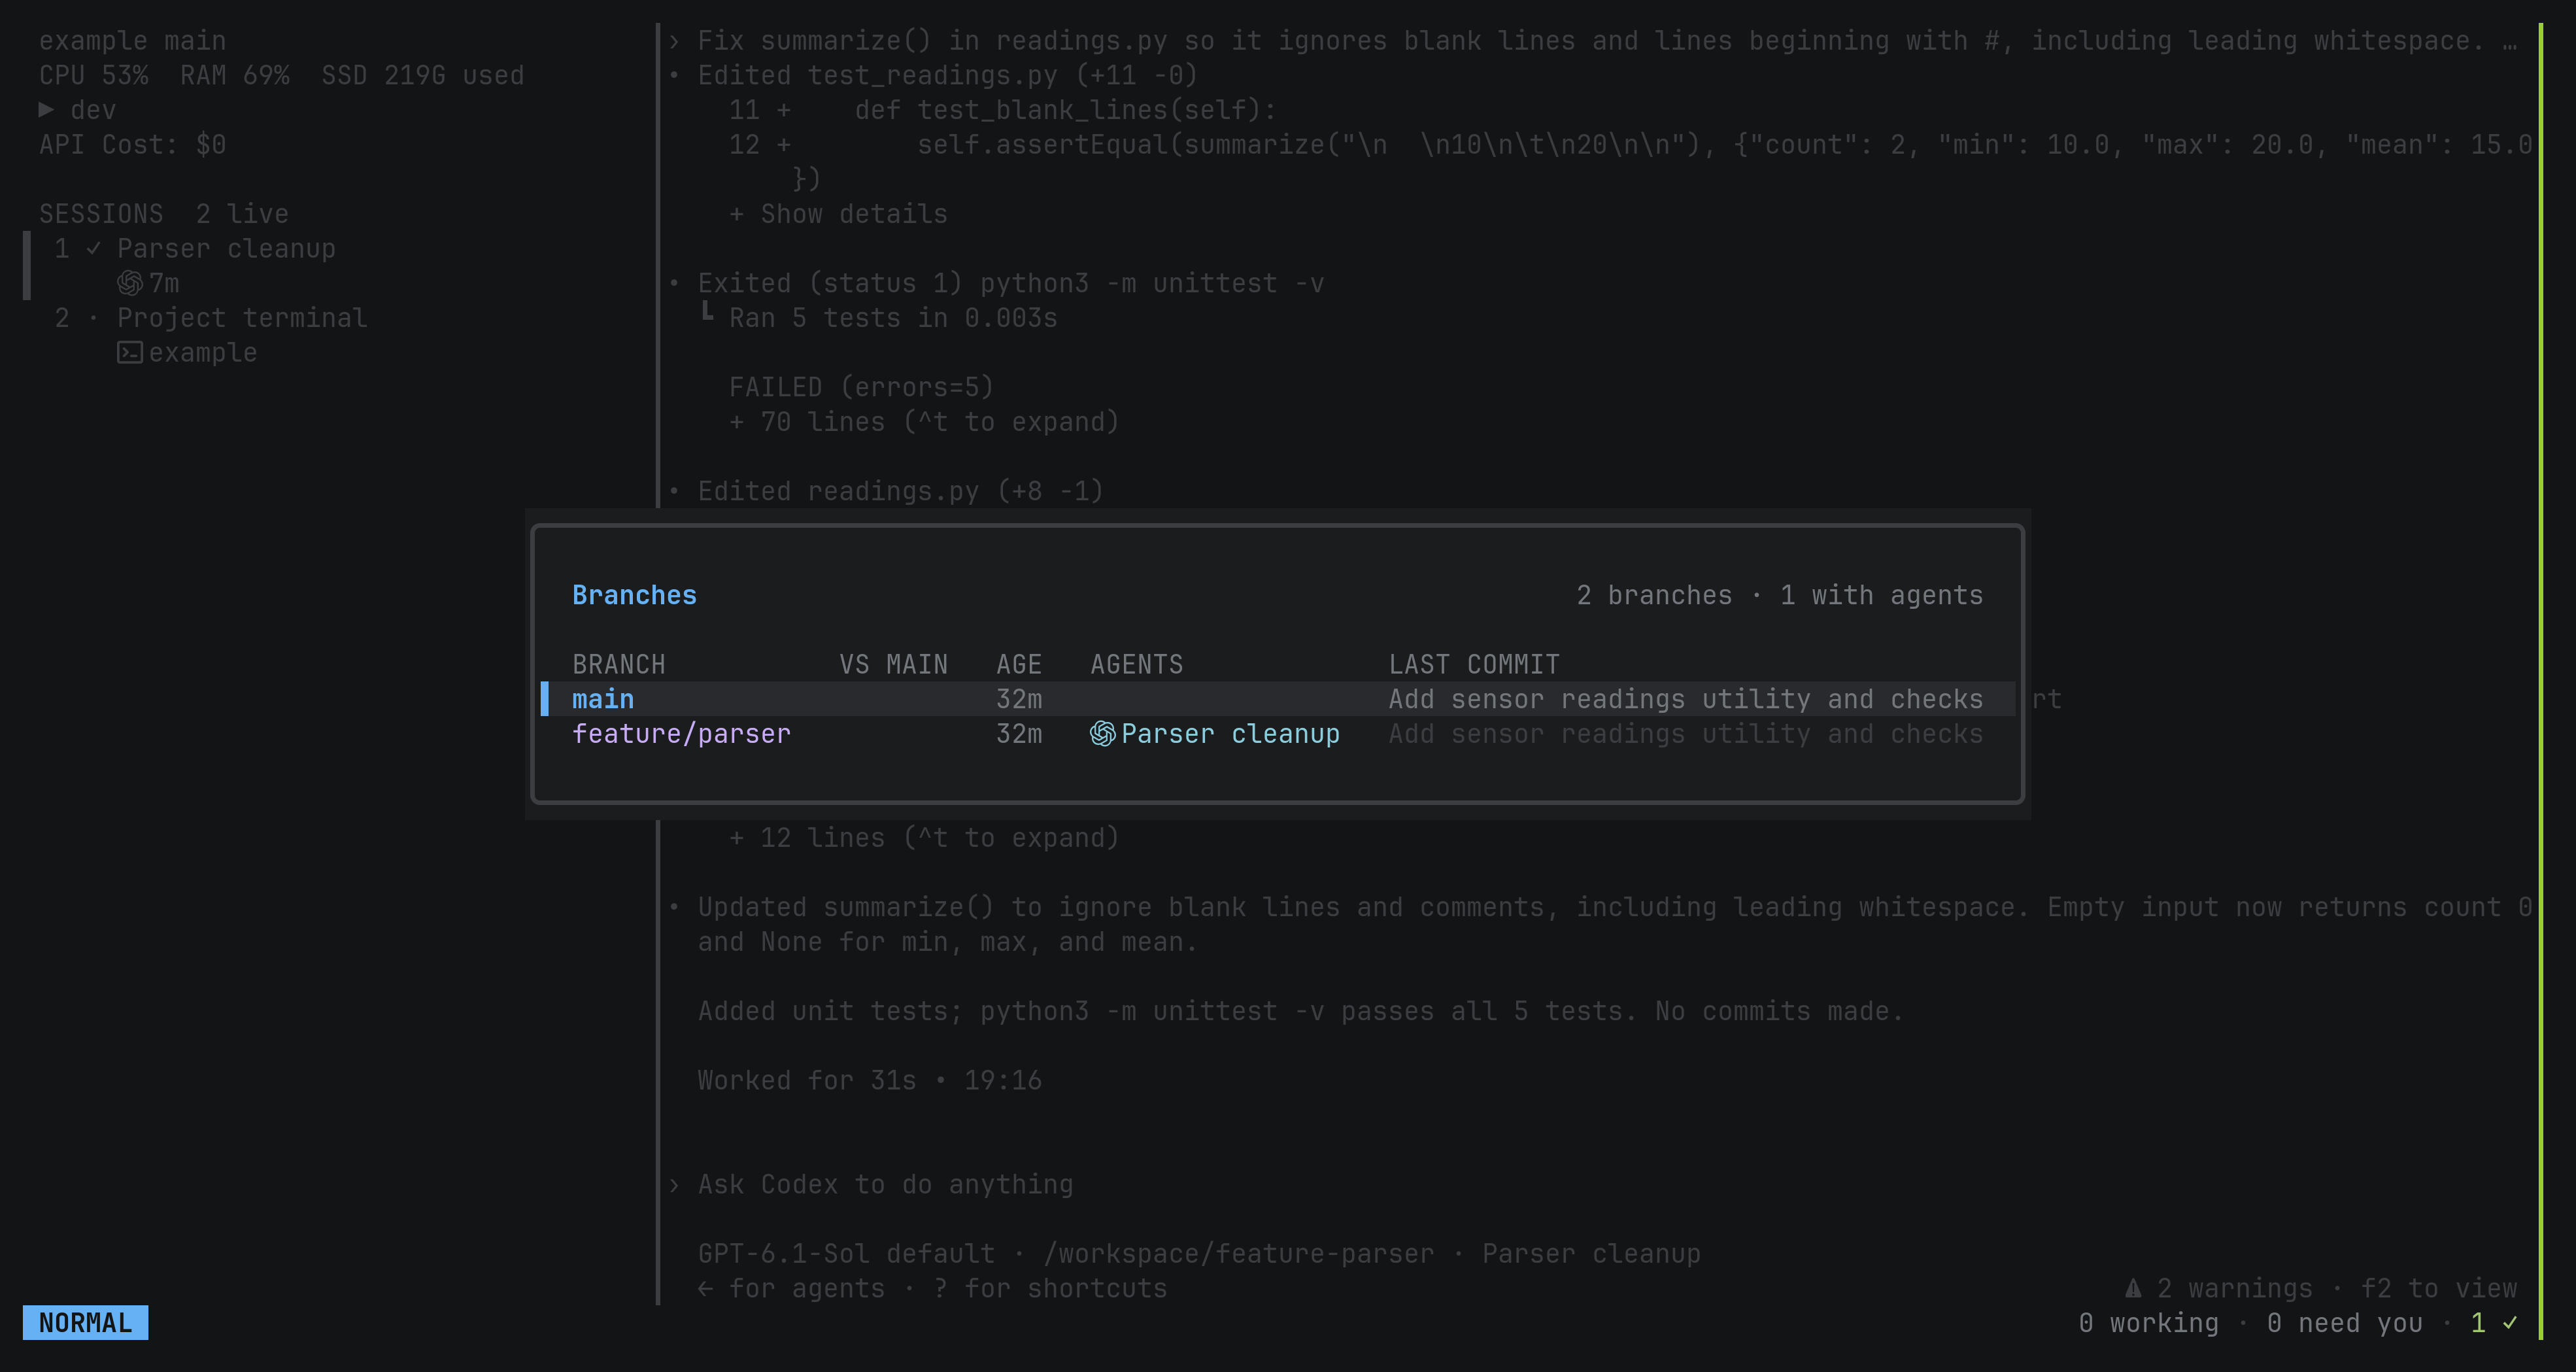 example main
CPU 53%  RAM 69%  SSD 219G used
▶ dev
API Cost: $0
SESSIONS  2 live
1 ✓ Parser cleanup
7m
2 · Project terminal
example
› Fix summarize() in readings.py so it ignores blank lines and lines beginning with #, including leading whitespace. …
• Edited test_readings.py (+11 -0)
11 +    def test_blank_lines(self):
12 +        self.assertEqual(summarize("\n  \n10\n\t\n20\n\n"), {"count": 2, "min": 10.0, "max": 20.0, "mean": 15.0
})
+ Show details
• Exited (status 1) python3 -m unittest -v
┗ Ran 5 tests in 0.003s
FAILED (errors=5)
+ 70 lines (^t to expand)
• Edited readings.py (+8 -1)
Branches
2 branches · 1 with agents
BRANCH  VS MAIN  AGE  AGENTS  LAST COMMIT
main  32m  Add sensor readings utility and checks
rt
feature/parser  32m  Parser cleanup  Add sensor readings utility and checks
+ 12 lines (^t to expand)
• Updated summarize() to ignore blank lines and comments, including leading whitespace. Empty input now returns count 0
and None for min, max, and mean.
Added unit tests; python3 -m unittest -v passes all 5 tests. No commits made.
Worked for 31s • 19:16
› Ask Codex to do anything
GPT-6.1-Sol default · /workspace/feature-parser · Parser cleanup
← for agents · ? for shortcuts
⚠ 2 warnings · f2 to view
NORMAL
0 working · 0 need you · 1 ✓